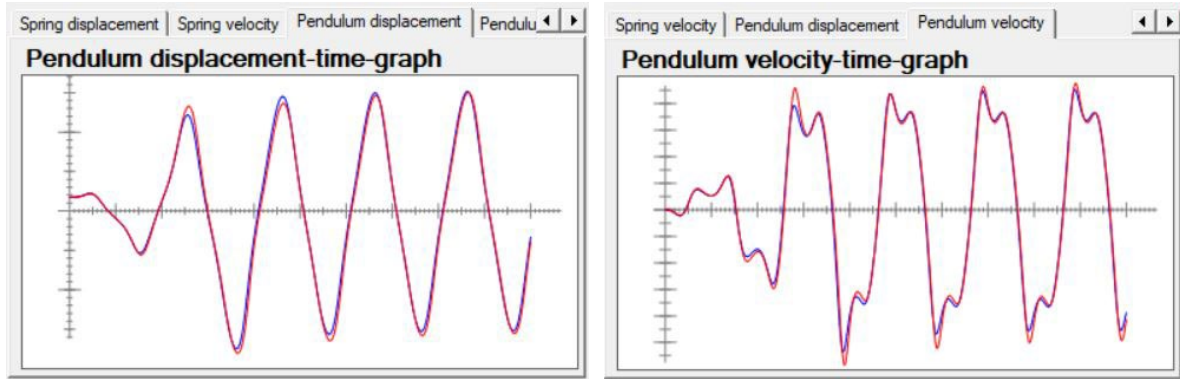 Spring displacement Spring velocity Pendulum displacement Pendulu
Pendulum displacement-time-graph
Spring velocity Pendulum displacement Pendulum velocity
Pendulum velocity-time-graph